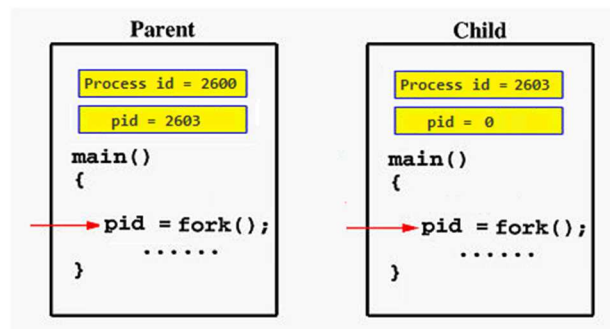 Parent
Process id = 2600
pid = 2603
main()
{
pid = fork();
......
}
Child
Process id = 2603
pid = 0
main()
{
pid = fork();
......
}